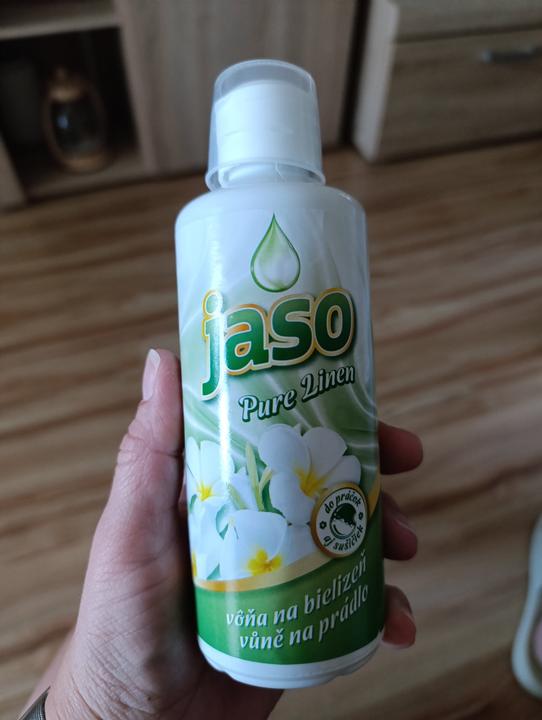 jaso
Pure Linen
do práčok
aj sušičiek
vôňa na bielizeň
vůně na prádlo